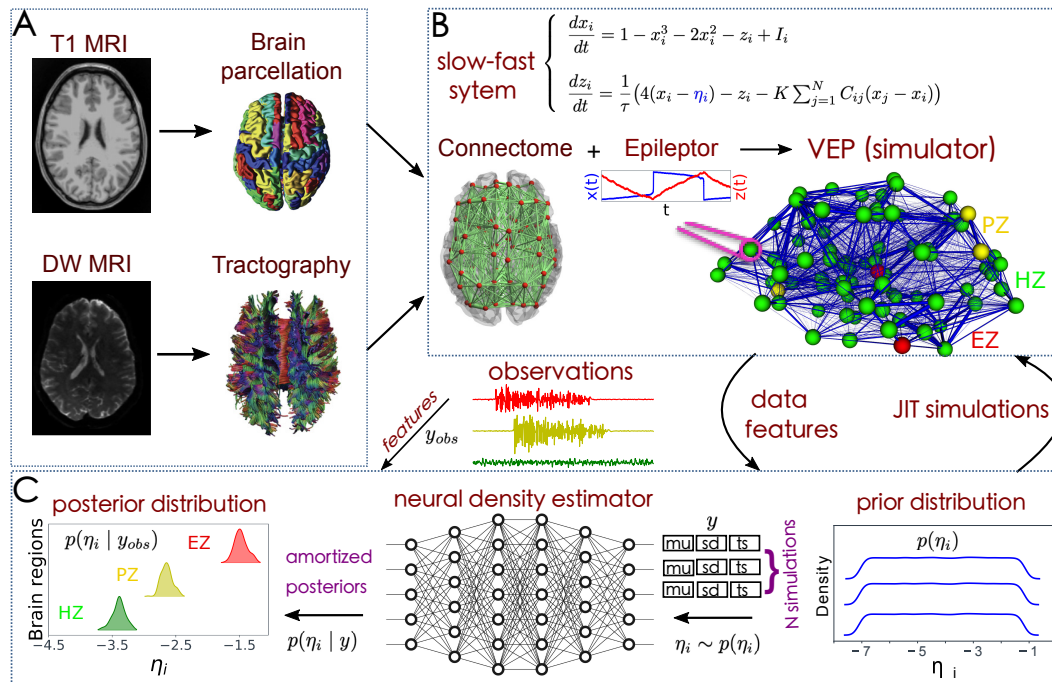 A
T1 MRI
Brain
parcellation
DW MRI
Tractography
B
slow-fast
sytem
dx_i/dt = 1 − x_i^3 − 2x_i^2 − z_i + I_i
dz_i/dt = 1/τ (4(x_i − η_i) − z_i − K ∑_{j=1}^N C_{ij}(x_j − x_i))
Connectome + Epileptor
VEP (simulator)
x(t)
z(t)
t
PZ
HZ
EZ
observations
features
y_obs
data
features
JIT simulations
C
posterior distribution
p(η_i | y_obs)
EZ
PZ
HZ
Brain regions
−4.5 −3.5 −2.5 −1.5
η_i
amortized
posteriors
p(η_i | y)
neural density estimator
y
mu sd ts
mu sd ts
mu sd ts
N simulations
η_i ∼ p(η_i)
prior distribution
p(η_i)
Density
−7 −5 −3 −1
η_i